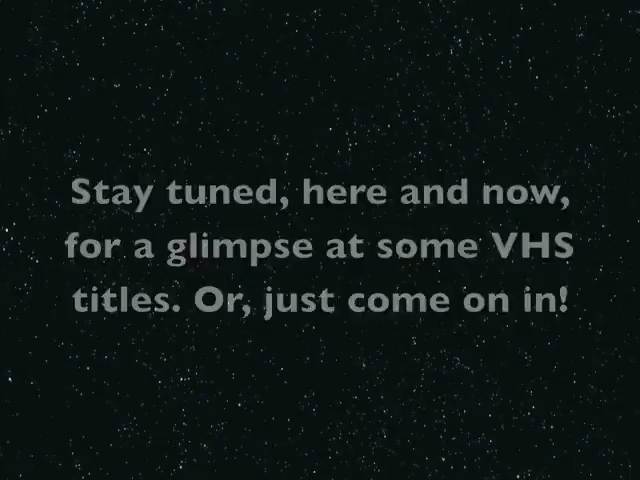 Stay tuned, here and now,
for a glimpse at some VHS
titles. Or, just come on in!